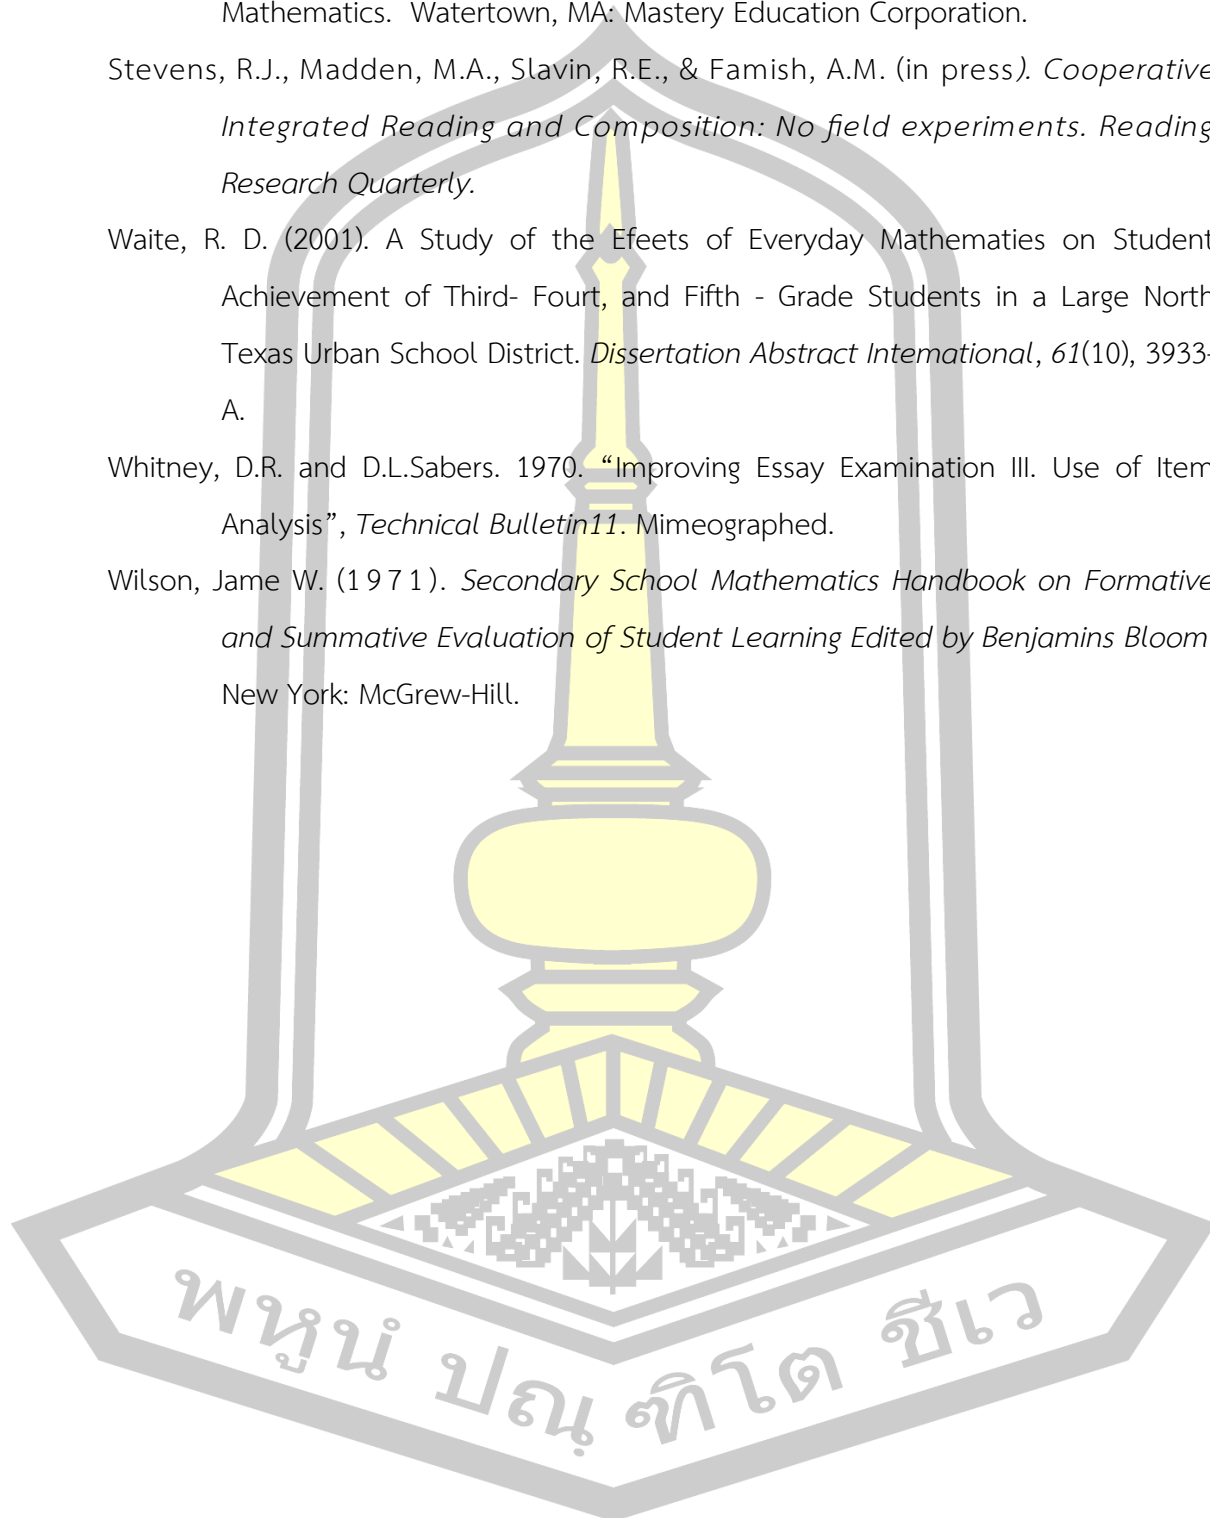 Mathematics. Watertown, MA: Mastery Education Corporation.
Stevens, R.J., Madden, M.A., Slavin, R.E., & Famish, A.M. (in press). Cooperative
Integrated Reading and Composition: No field experiments. Reading
Research Quarterly.
Waite, R. D. (2001). A Study of the Efeets of Everyday Mathematies on Student
Achievement of Third- Fourt, and Fifth - Grade Students in a Large North
Texas Urban School District. Dissertation Abstract Intemational, 61(10), 3933-
A.
Whitney, D.R. and D.L.Sabers. 1970. “Improving Essay Examination III. Use of Item
Analysis”, Technical Bulletin11. Mimeographed.
Wilson, Jame W. (1971). Secondary School Mathematics Handbook on Formative
and Summative Evaluation of Student Learning Edited by Benjamins Bloom
New York: McGrew-Hill.
พหูนํ ปณฺ ฑิโต ชีเว